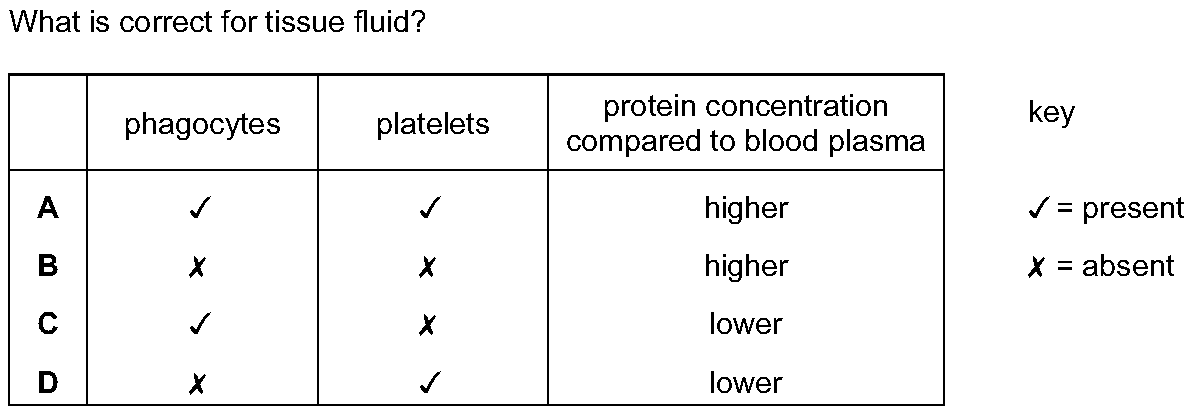 What is correct for tissue fluid?
phagocytes platelets protein concentration compared to blood plasma key
A ✓ ✓ higher ✓ = present
B ✗ ✗ higher ✗ = absent
C ✓ ✗ lower
D ✗ ✓ lower